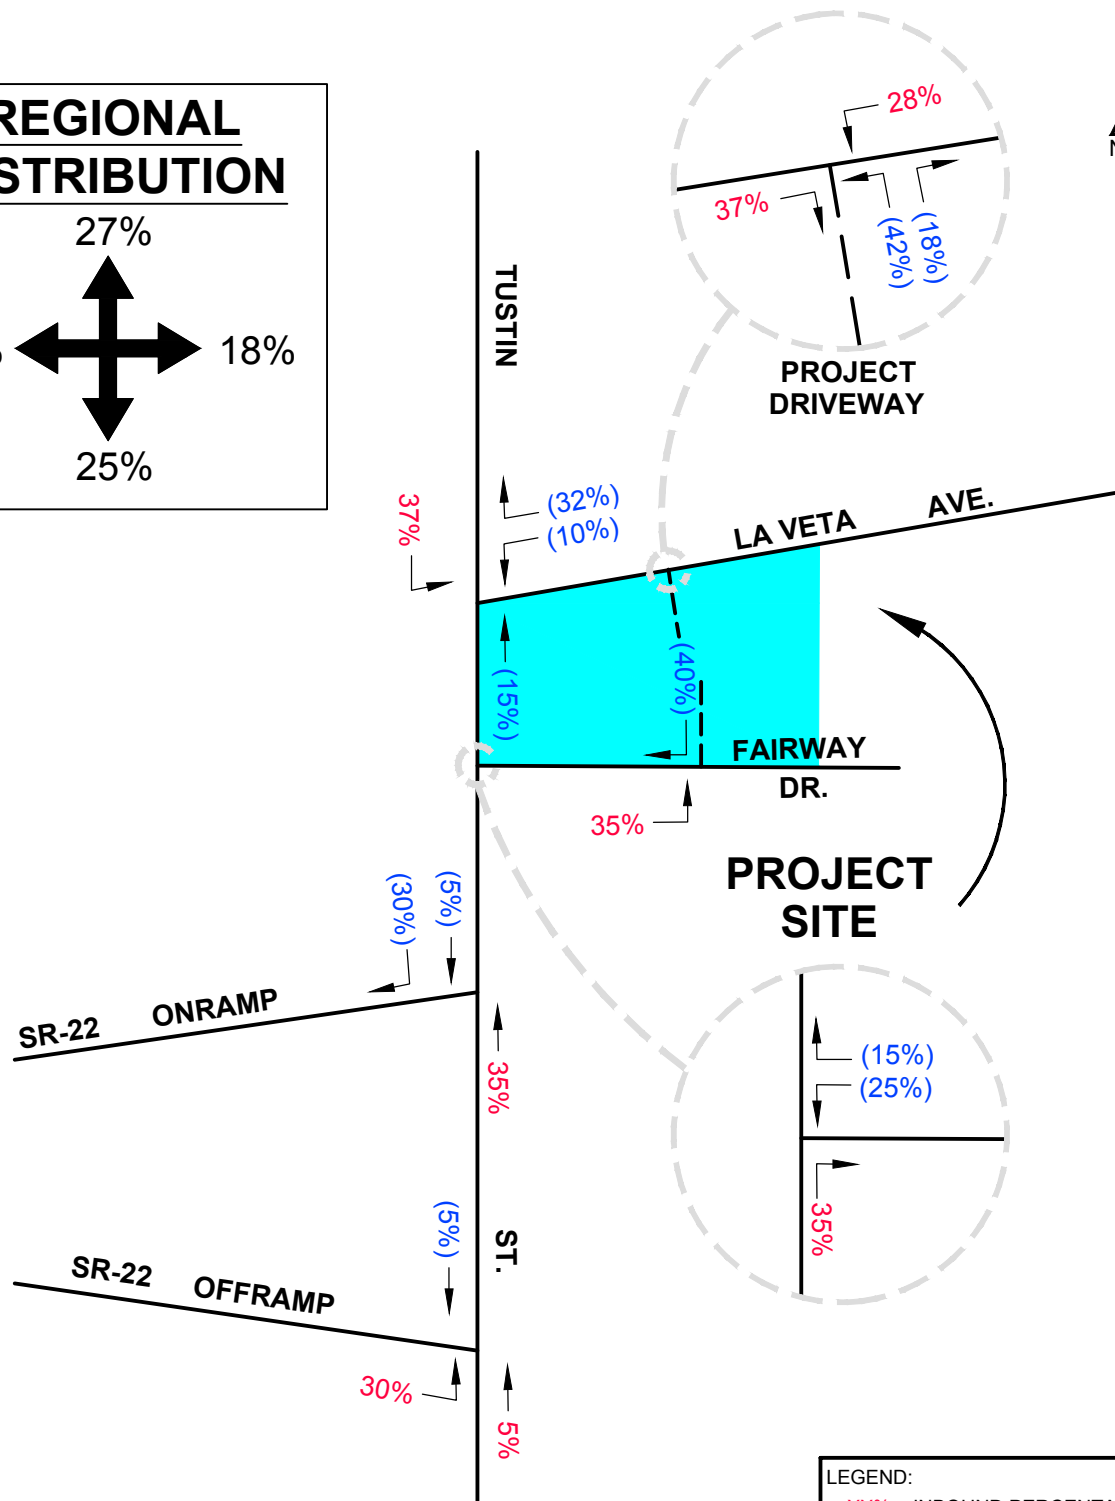 REGIONAL
27%
18%
25%
TUSTIN
28%
37%
(42%)
(18%)
PROJECT
DRIVEWAY
37%
(32%)
(10%)
LA VETA AVE.
(15%)
(40%)
FAIRWAY
DR.
35%
PROJECT
SITE
(30%)
(5%)
SR-22 ONRAMP
35%
(15%)
(25%)
35%
(5%)
ST.
SR-22 OFFRAMP
30%
5%
LEGEND: